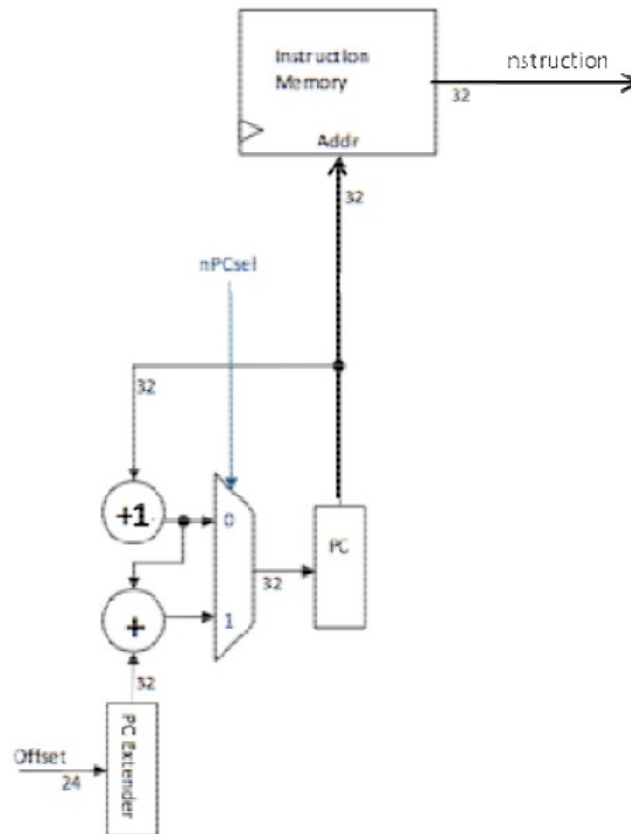 Instruction
Memory
nstruction
32
Addr
32
nPCsel
32
+1
0
PC
32
+
1
32
PC Extender
Offset
24